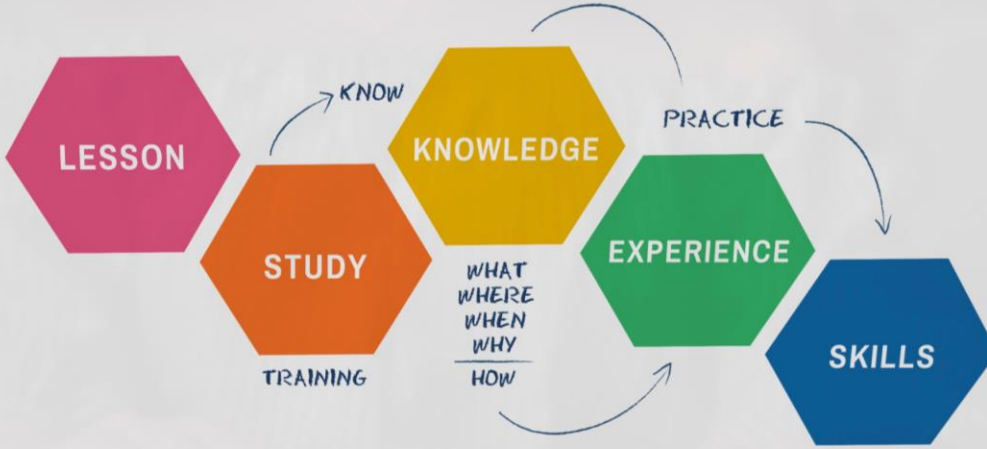 LESSON
STUDY
TRAINING
KNOW
KNOWLEDGE
WHAT
WHERE
WHEN
WHY
HOW
PRACTICE
EXPERIENCE
SKILLS